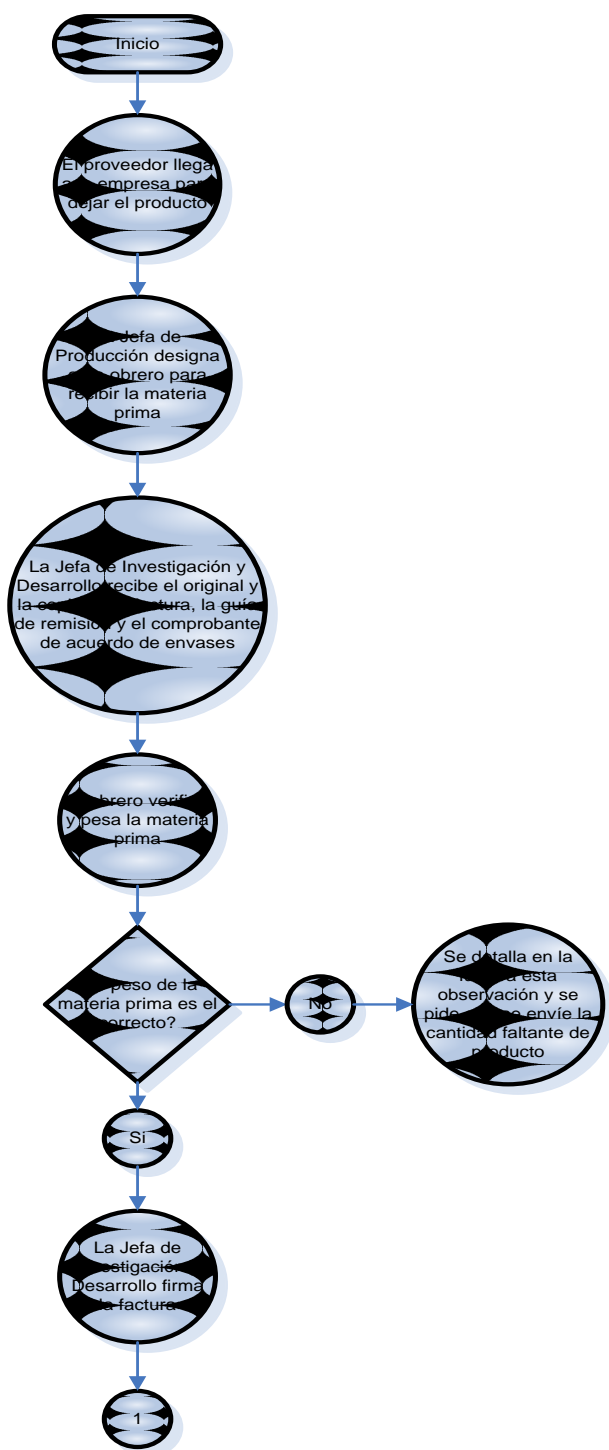 Inicio
El proveedor llega
empresa para
dejar el producto
Jefa de
Producción designa
obrero para
recibir la materia
prima
La Jefa de Investigación y
Desarrollo recibe el original y
la copia factura, la guía
de remisión y el comprobante
de acuerdo de envases
obrero verifica
y pesa la materia
prima
peso de la
materia prima es el
correcto?
No
Se detalla en la
factura esta
observación y se
pide que se envíe la
cantidad faltante de
producto
Si
La Jefa de
Investigación
Desarrollo firma
la factura
1